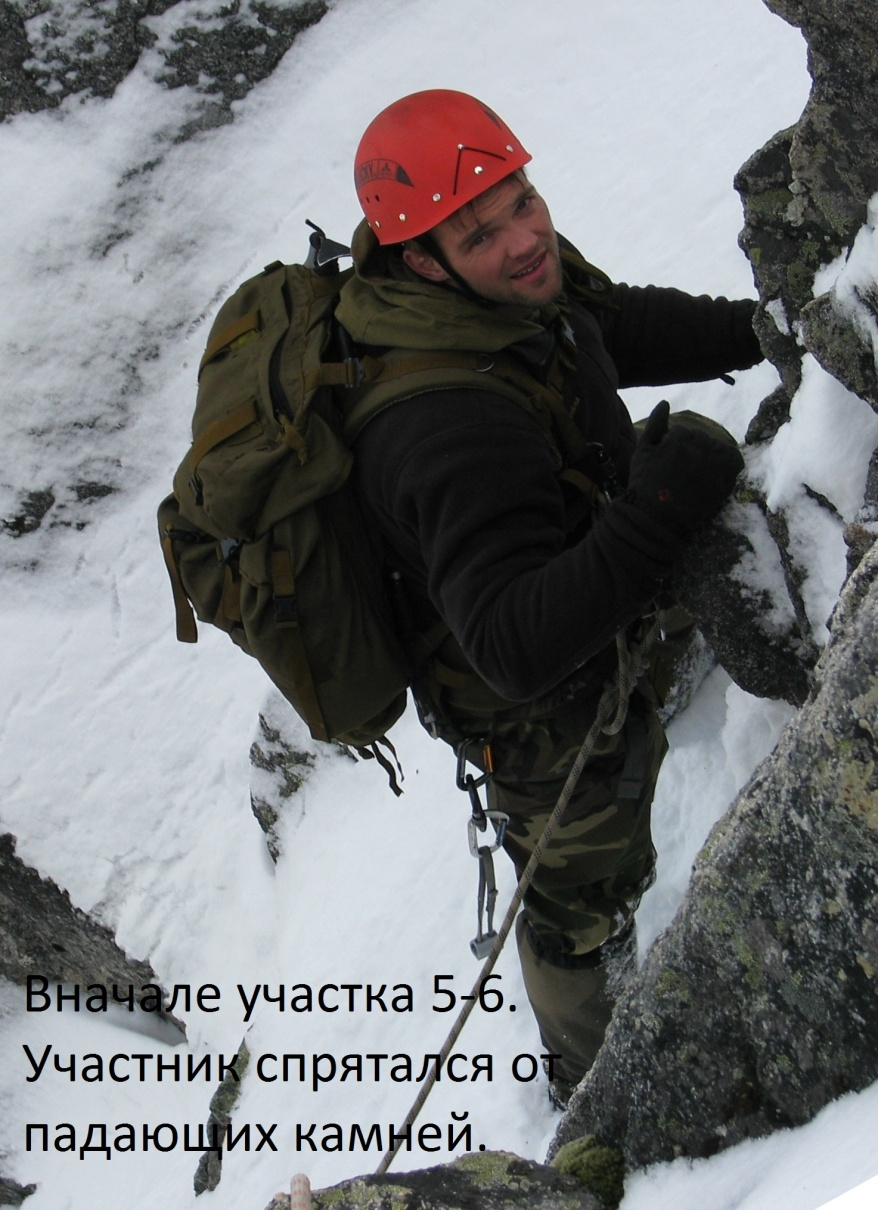 Вначале участка 5-6.
Участник спрятался от
падающих камней.